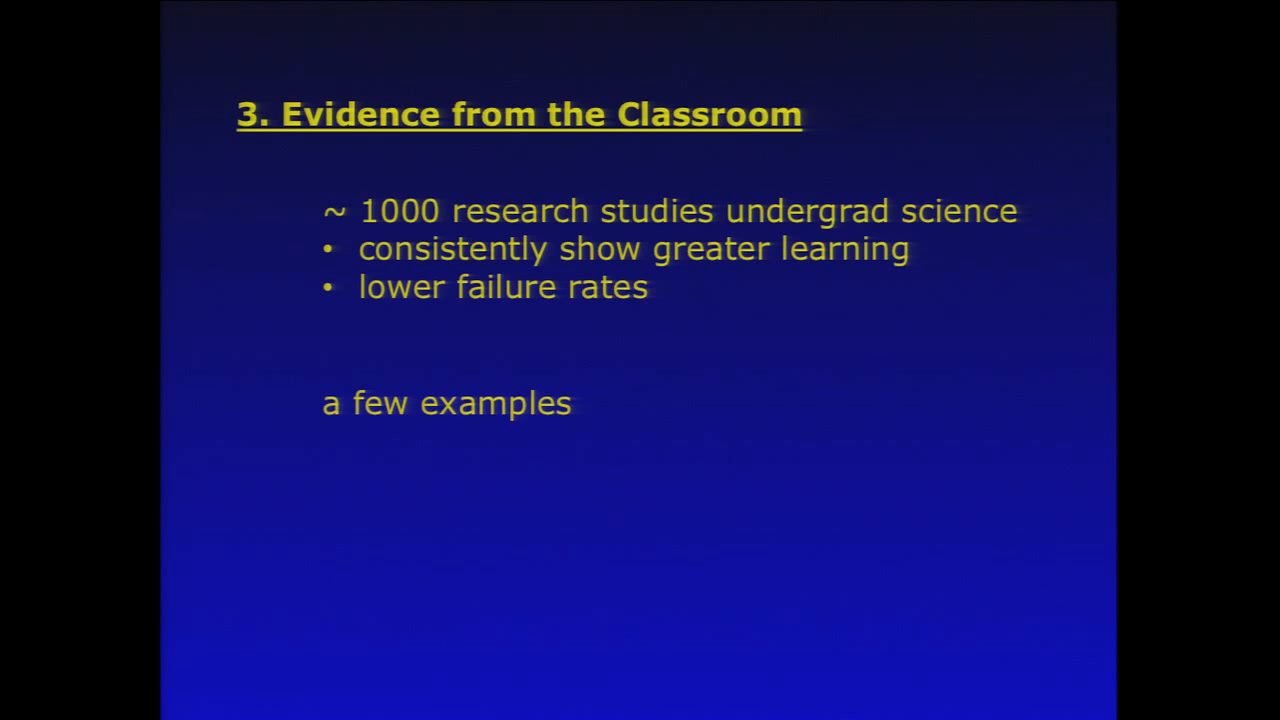 3. Evidence from the Classroom
~ 1000 research studies undergrad science
• consistently show greater learning
• lower failure rates
a few examples